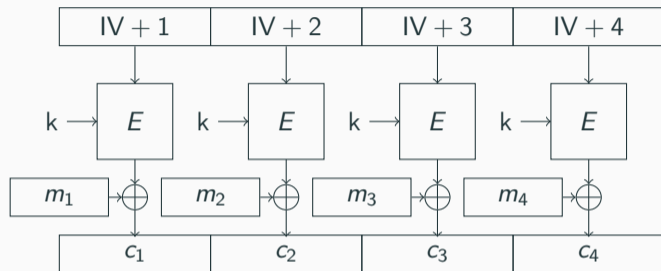 IV + 1 IV + 2 IV + 3 IV + 4
k E k E k E k E
m₁ m₂ m₃ m₄
c₁ c₂ c₃ c₄